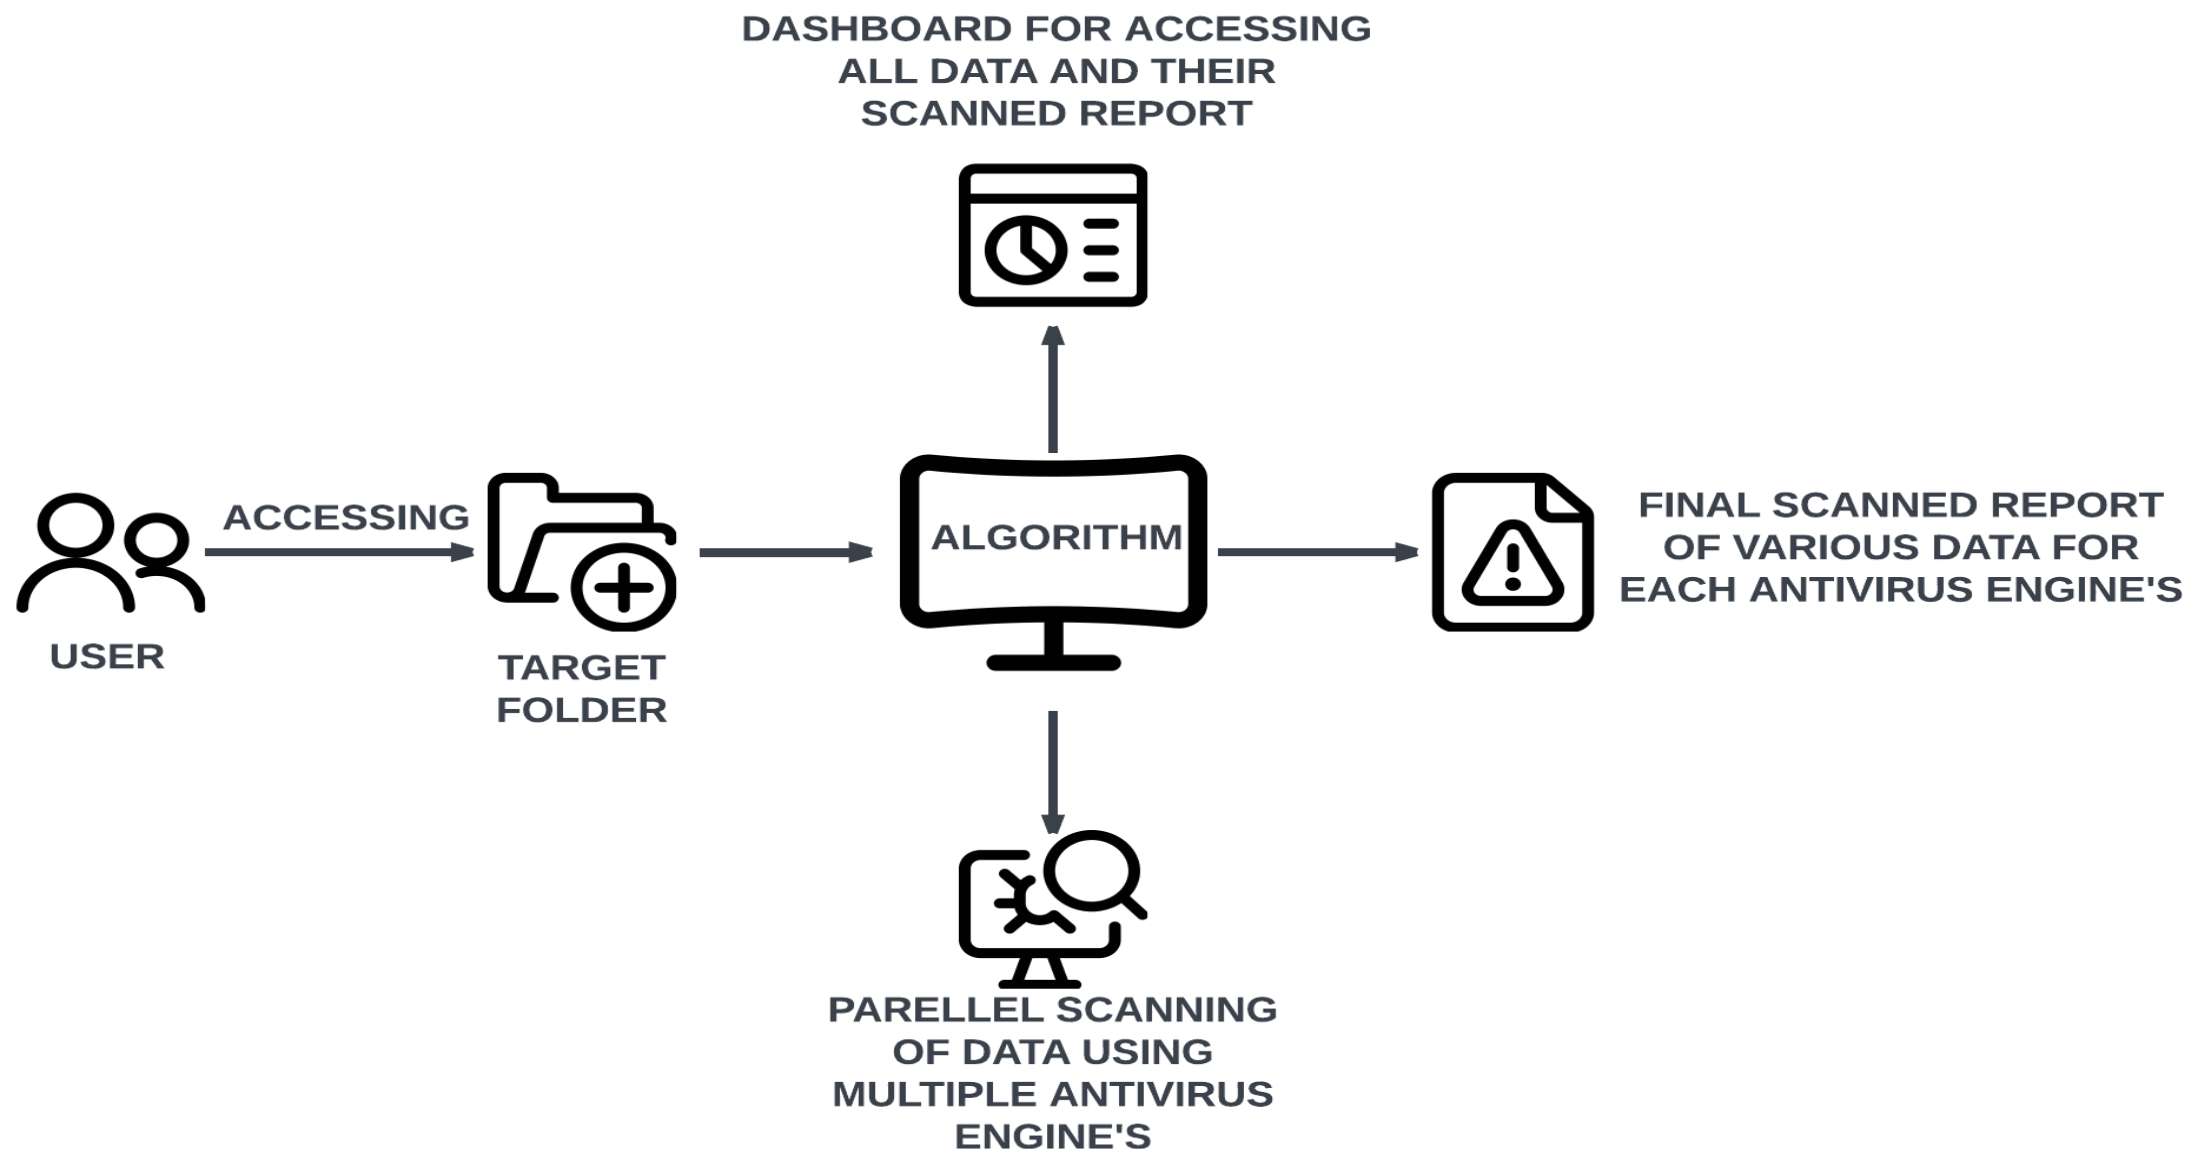 DASHBOARD FOR ACCESSING
ALL DATA AND THEIR
SCANNED REPORT
ACCESSING
USER
TARGET
FOLDER
ALGORITHM
FINAL SCANNED REPORT
OF VARIOUS DATA FOR
EACH ANTIVIRUS ENGINE'S
PARELLEL SCANNING
OF DATA USING
MULTIPLE ANTIVIRUS
ENGINE'S